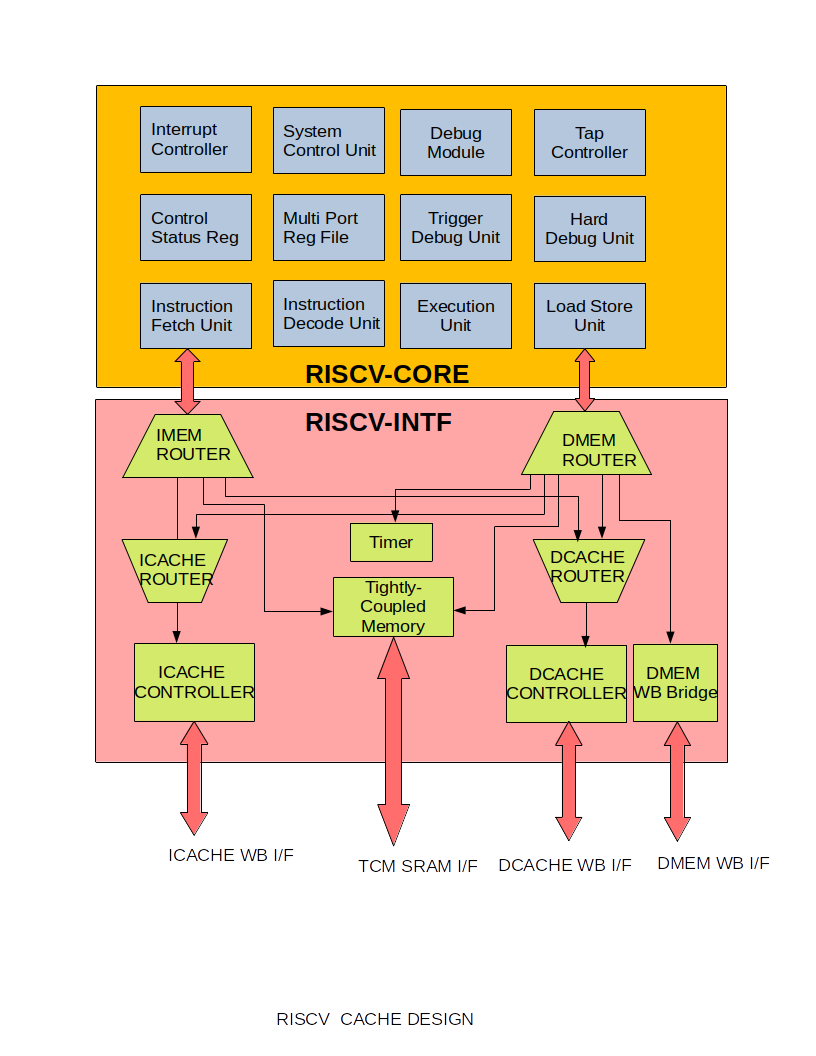 Interrupt
Controller
System
Control Unit
Debug
Module
Tap
Controller
Control
Status Reg
Multi Port
Reg File
Trigger
Debug Unit
Hard
Debug Unit
Instruction
Fetch Unit
Instruction
Decode Unit
Execution
Unit
Load Store
Unit
RISCV-CORE
RISCV-INTF
IMEM
ROUTER
DMEM
ROUTER
ICACHE
ROUTER
Timer
DCACHE
ROUTER
Tightly-
Coupled
Memory
ICACHE
CONTROLLER
DCACHE
CONTROLLER
DMEM
WB Bridge
ICACHE WB I/F
TCM SRAM I/F
DCACHE WB I/F
DMEM WB I/F
RISCV  CACHE DESIGN